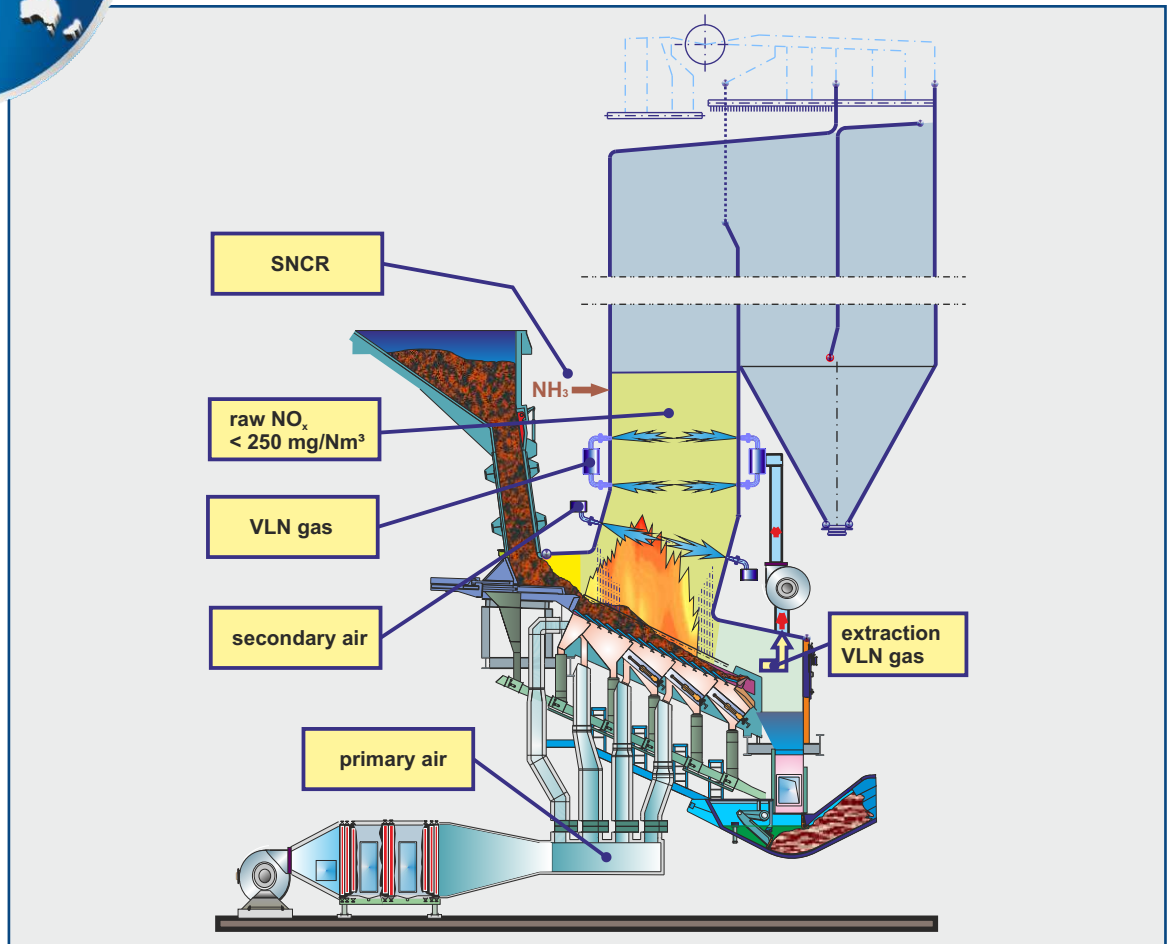 SNCR
NH₃
raw NOₓ
< 250 mg/Nm³
VLN gas
secondary air
extraction
VLN gas
primary air